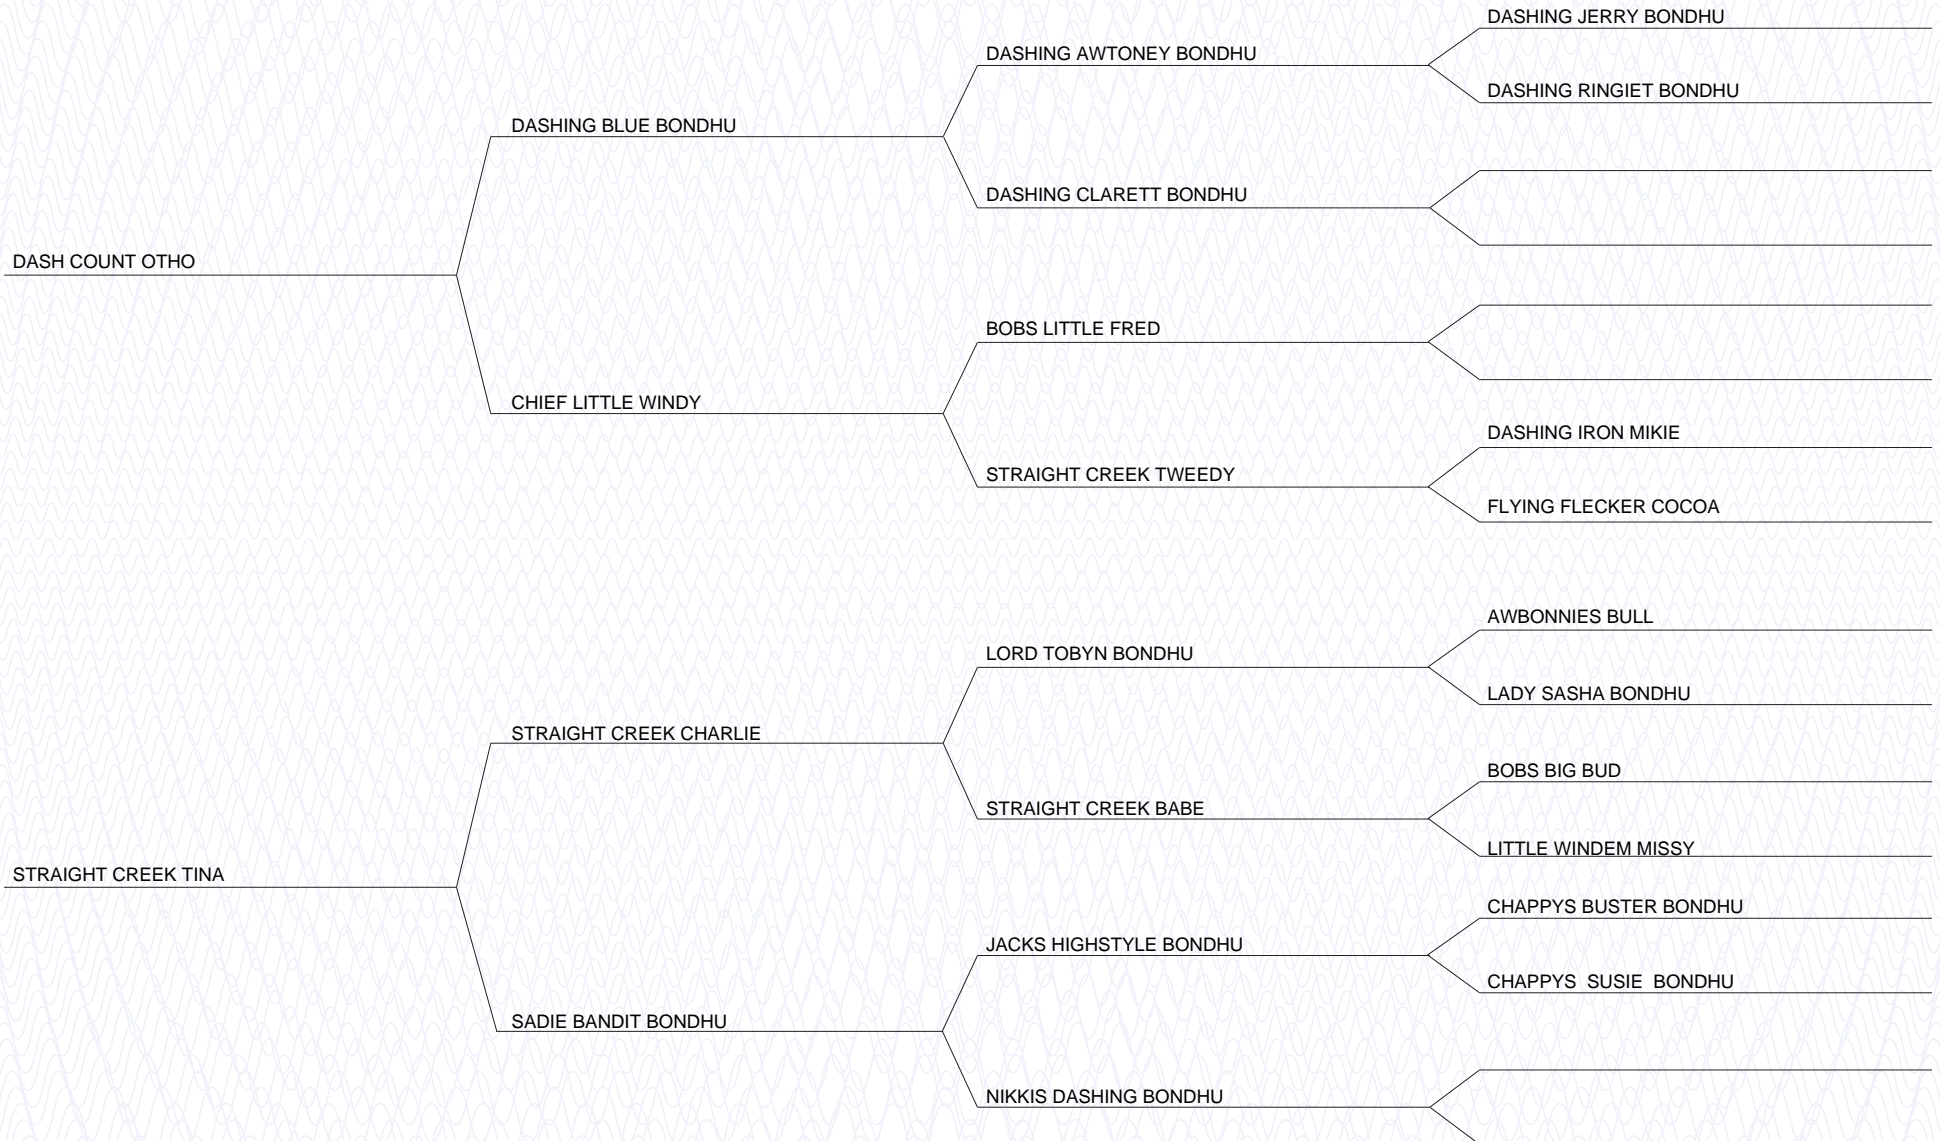 DASHING JERRY BONDHU
DASHING AWTONEY BONDHU
DASHING RINGIET BONDHU
DASHING BLUE BONDHU
DASHING CLARETT BONDHU
DASH COUNT OTHO
BOBS LITTLE FRED
CHIEF LITTLE WINDY
DASHING IRON MIKIE
STRAIGHT CREEK TWEEDY
FLYING FLECKER COCOA
AWBONNIES BULL
LORD TOBYN BONDHU
LADY SASHA BONDHU
STRAIGHT CREEK CHARLIE
BOBS BIG BUD
STRAIGHT CREEK BABE
LITTLE WINDEM MISSY
STRAIGHT CREEK TINA
CHAPPYS BUSTER BONDHU
JACKS HIGHSTYLE BONDHU
CHAPPYS  SUSIE  BONDHU
SADIE BANDIT BONDHU
NIKKIS DASHING BONDHU